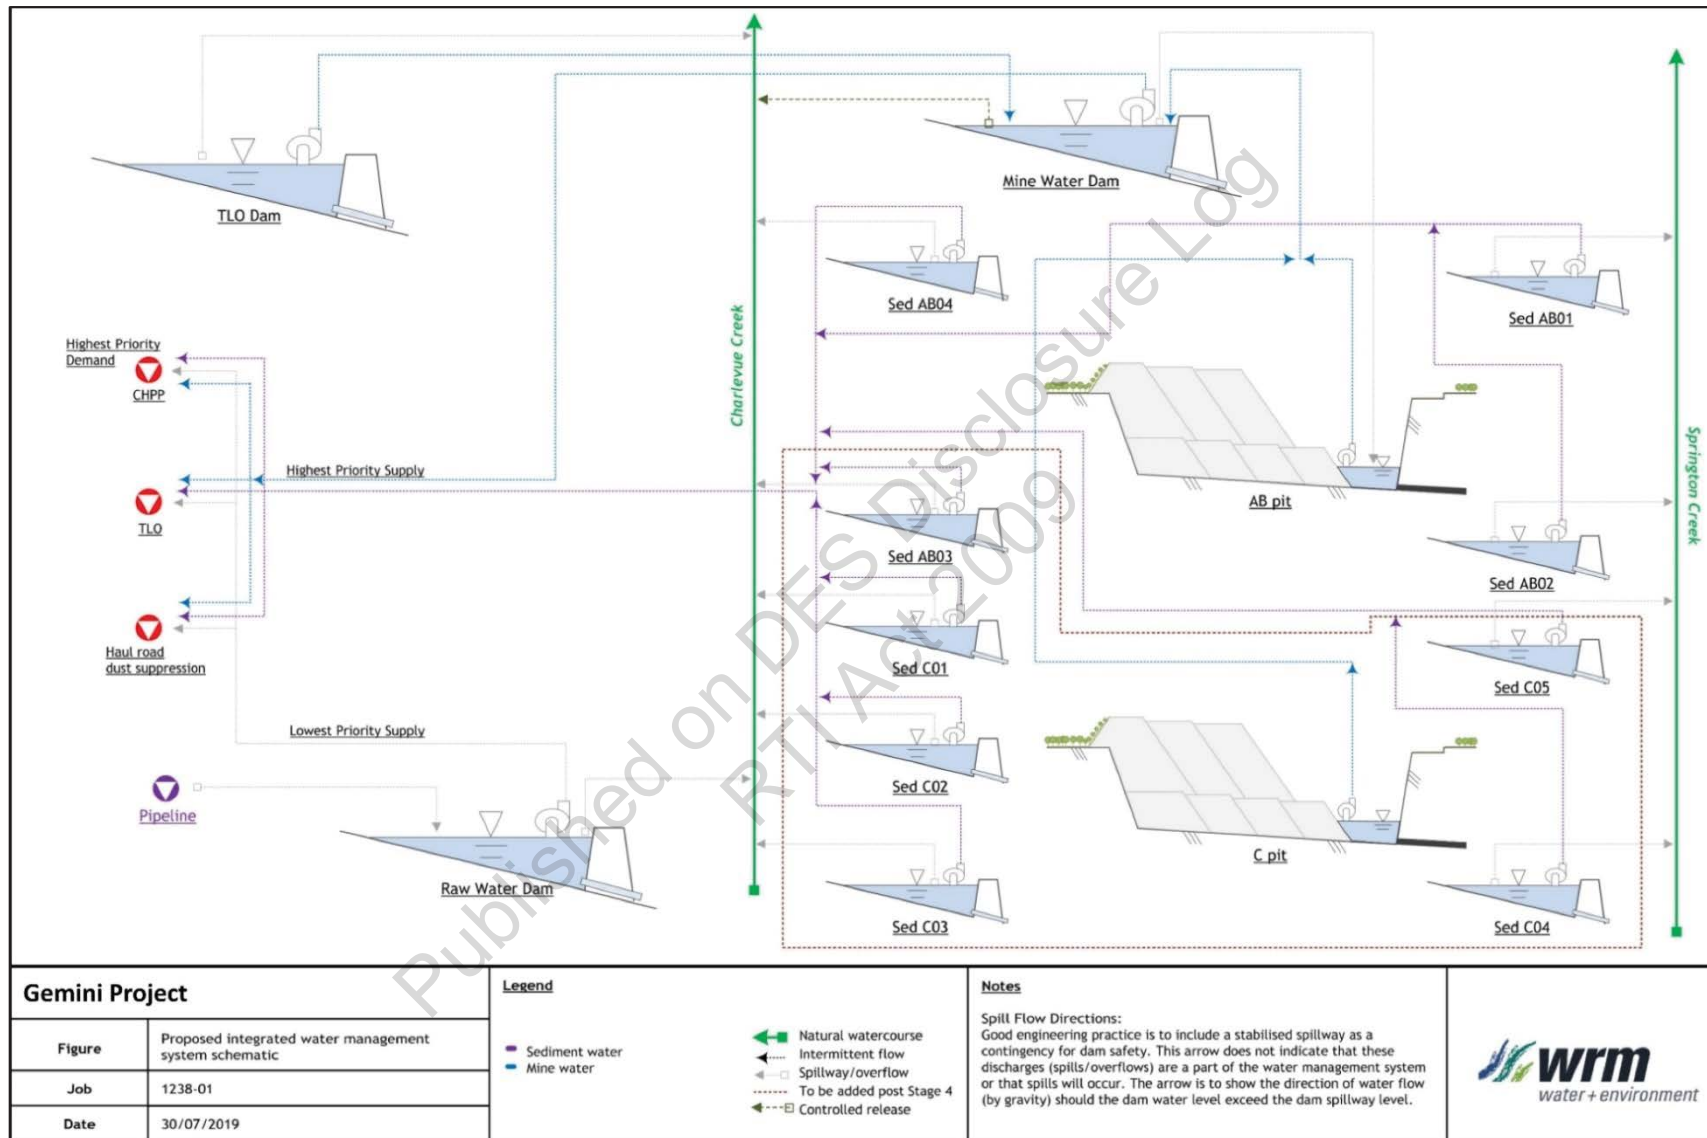 TLO Dam
Mine Water Dam
Sed AB04
Sed AB01
Charlevue Creek
Highest Priority
Demand
CHPP
Highest Priority Supply
TLO
AB pit
Springton Creek
Sed AB03
Sed AB02
Haul road
dust suppression
Sed C01
Sed C05
Lowest Priority Supply
Pipeline
Sed C02
C pit
Raw Water Dam
Sed C03
Sed C04
Published on DES Disclosure Log
RTI Act 2009
Gemini Project
Figure
Proposed integrated water management
system schematic
Job
1238-01
Date
30/07/2019
Legend
Sediment water
Mine water
Natural watercourse
Intermittent flow
Spillway/overflow
To be added post Stage 4
Controlled release
Notes
Spill Flow Directions:
Good engineering practice is to include a stabilised spillway as a
contingency for dam safety. This arrow does not indicate that these
discharges (spills/overflows) are a part of the water management system
or that spills will occur. The arrow is to show the direction of water flow
(by gravity) should the dam water level exceed the dam spillway level.
wrm
water + environment